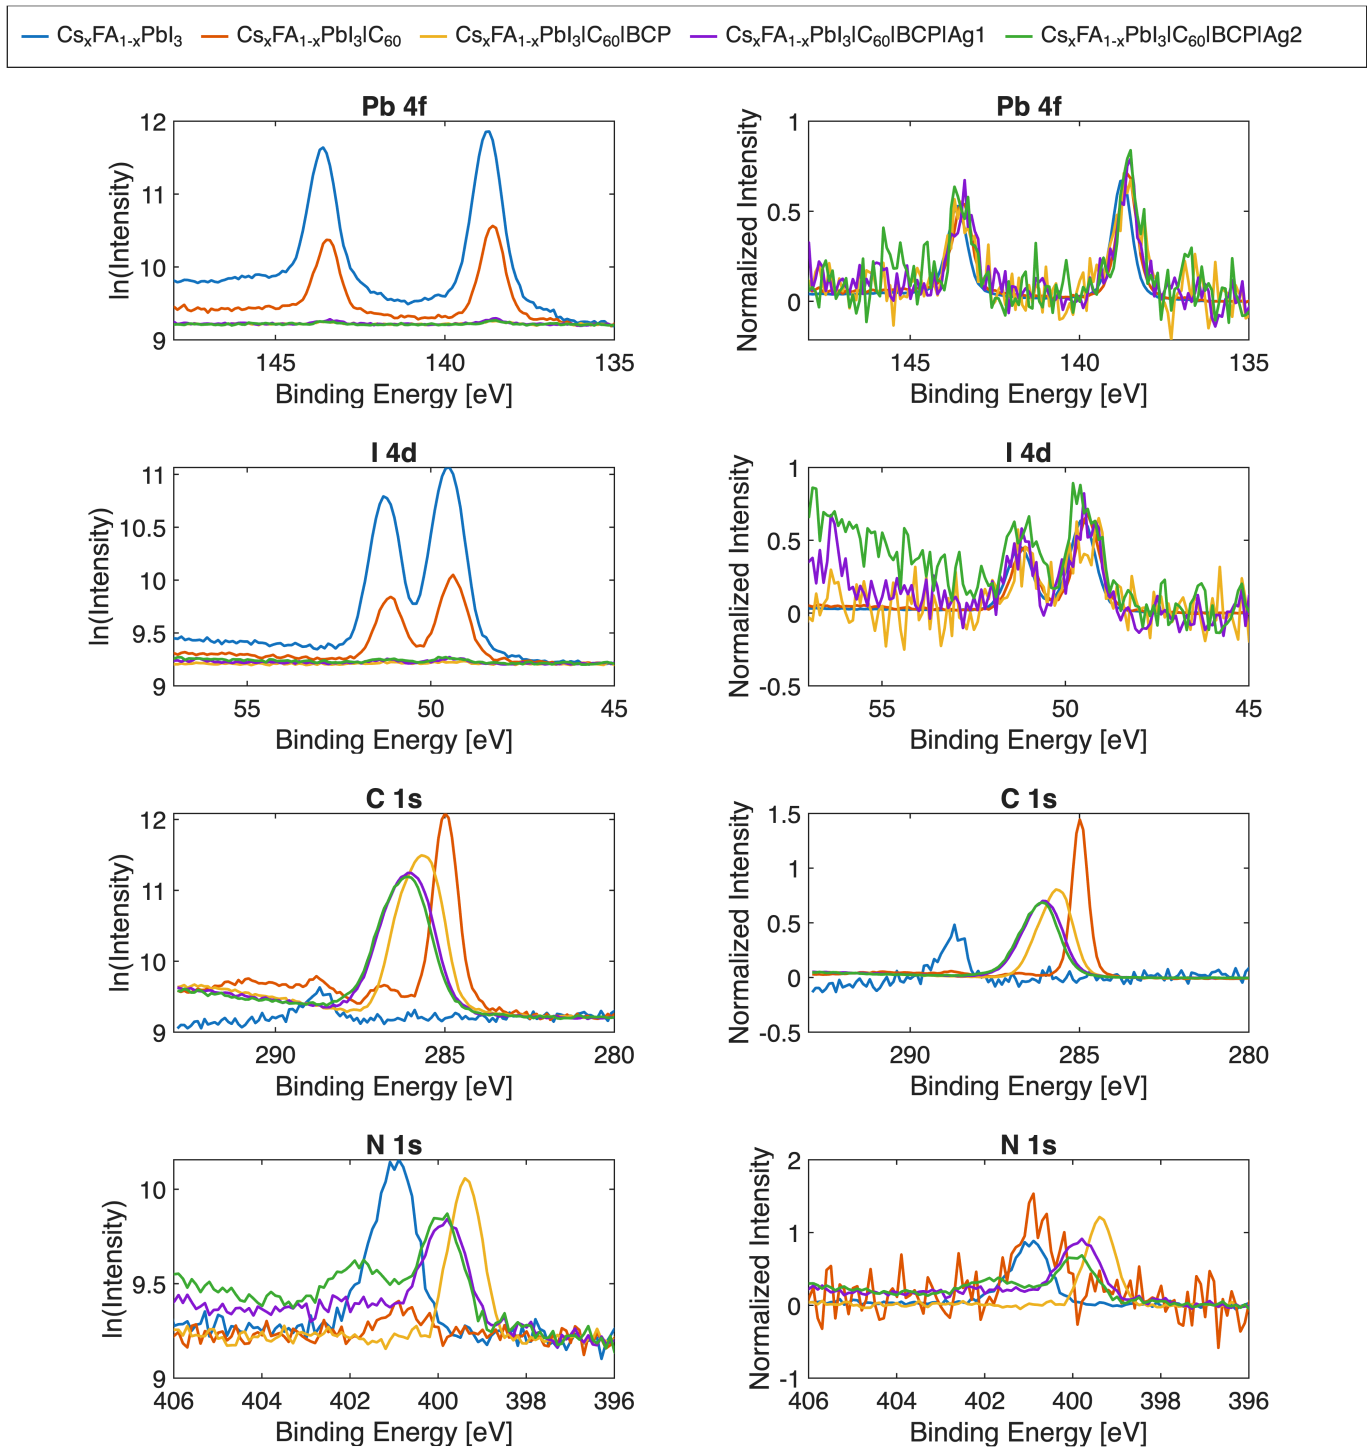 CsₓFA₁₋ₓPbI₃ CsₓFA₁₋ₓPbI₃|C₆₀ CsₓFA₁₋ₓPbI₃|C₆₀|BCP CsₓFA₁₋ₓPbI₃|C₆₀|BCP|Ag1 CsₓFA₁₋ₓPbI₃|C₆₀|BCP|Ag2
Pb 4f
ln(Intensity)
12
11
10
9
145 140 135
Binding Energy [eV]
Pb 4f
Normalized Intensity
1
0.5
0
145 140 135
Binding Energy [eV]
I 4d
ln(Intensity)
11
10.5
10
9.5
9
55 50 45
Binding Energy [eV]
I 4d
Normalized Intensity
1
0.5
0
-0.5
55 50 45
Binding Energy [eV]
C 1s
ln(Intensity)
12
11
10
9
290 285 280
Binding Energy [eV]
C 1s
Normalized Intensity
1.5
1
0.5
0
-0.5
290 285 280
Binding Energy [eV]
N 1s
ln(Intensity)
10
9.5
9
406 404 402 400 398 396
Binding Energy [eV]
N 1s
Normalized Intensity
2
1
0
-1
406 404 402 400 398 396
Binding Energy [eV]